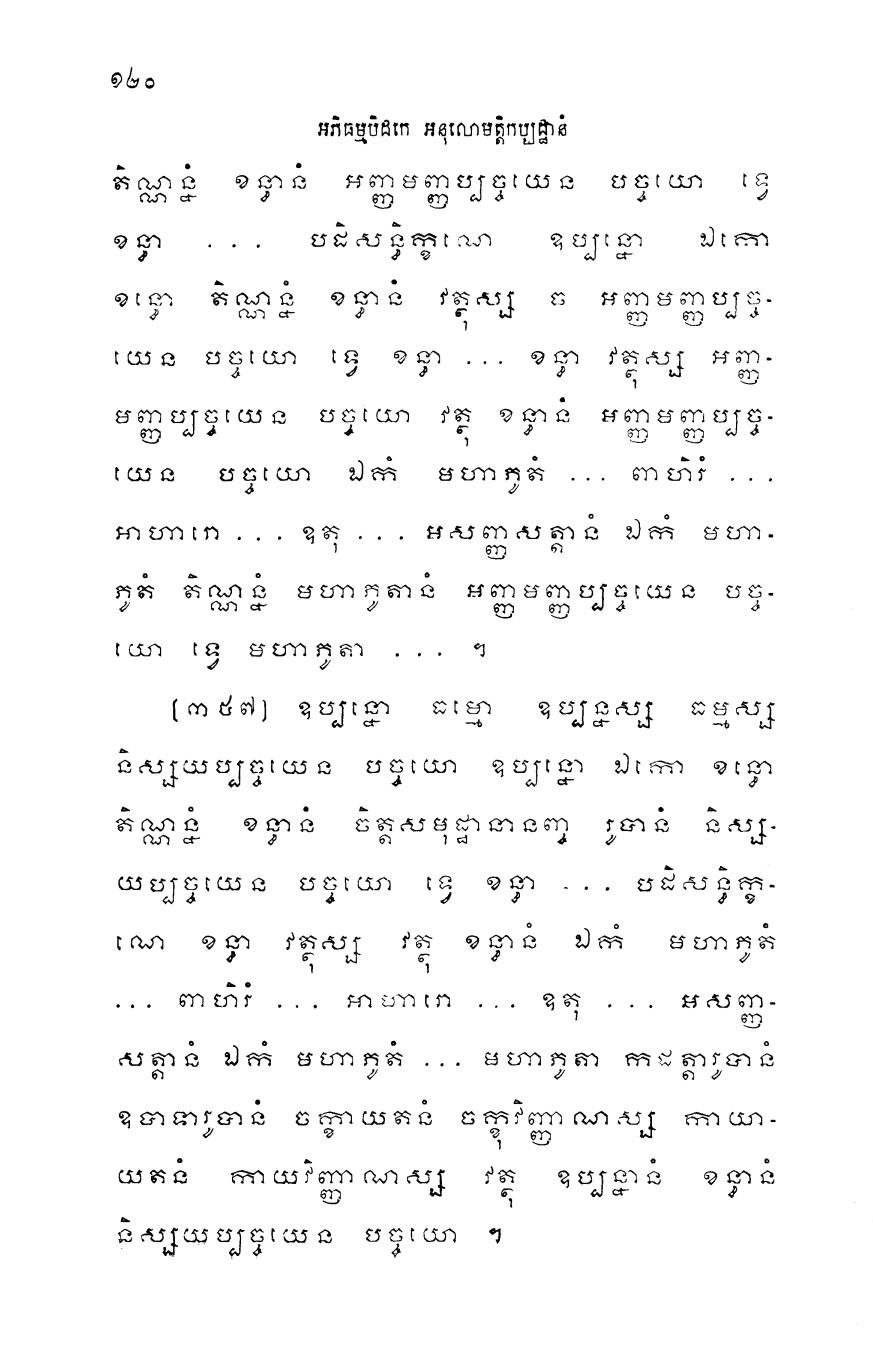 ១២០
អភិធម្មបិដកេ អនុលោមត្តិកប្បដ្ឋានំ
តិណ្ណន្នំ ខន្ធានំ អញ្ញមញ្ញប្បច្ចយេន បច្ចយោ ទ្វេ
ខន្ធា ... បដិសន្ធិក្ខណេ ឧប្បន្នោ ឯកោ
ខន្ធោ តិណ្ណន្នំ ខន្ធានំ វត្ថុស្ស ច អញ្ញមញ្ញប្បច្ច-
យេន បច្ចយោ ទ្វេ ខន្ធា ... ខន្ធា វត្ថុស្ស អញ្ញ-
មញ្ញប្បច្ចយេន បច្ចយោ វត្ថុ ខន្ធានំ អញ្ញមញ្ញប្បច្ច-
យេន បច្ចយោ ឯកំ មហាភូតំ ... ពាហិរំ ...
អាហារេ ... ឧតុ ... អសញ្ញសត្តានំ ឯកំ មហា-
ភូតំ តិណ្ណន្នំ មហាភូតានំ អញ្ញមញ្ញប្បច្ចយេន បច្ច-
យោ ទ្វេ មហាភូតា ... ។
[៣៥៧] ឧប្បន្នោ ធម្មោ ឧប្បន្នស្ស ធម្មស្ស
និស្សយប្បច្ចយេន បច្ចយោ ឧប្បន្នោ ឯកោ ខន្ធោ
តិណ្ណន្នំ ខន្ធានំ ចិត្តសមុដ្ឋានានញ្ច រូបានំ និស្ស-
យប្បច្ចយេន បច្ចយោ ទ្វេ ខន្ធា ... បដិសន្ធិក្ខ-
ណេ ខន្ធា វត្ថុស្ស វត្ថុ ខន្ធានំ ឯកំ មហាភូតំ
... ពាហិរំ ... អាហារេ ... ឧតុ ... អសញ្ញ-
សត្តានំ ឯកំ មហាភូតំ ... មហាភូតា កដត្តារូបានំ
ឧបាទារូបានំ ចក្ខាយតនំ ចក្ខុវិញ្ញាណស្ស កាយា-
យតនំ កាយវិញ្ញាណស្ស វត្ថុ ឧប្បន្នានំ ខន្ធានំ
និស្សយប្បច្ចយេន បច្ចយោ ។